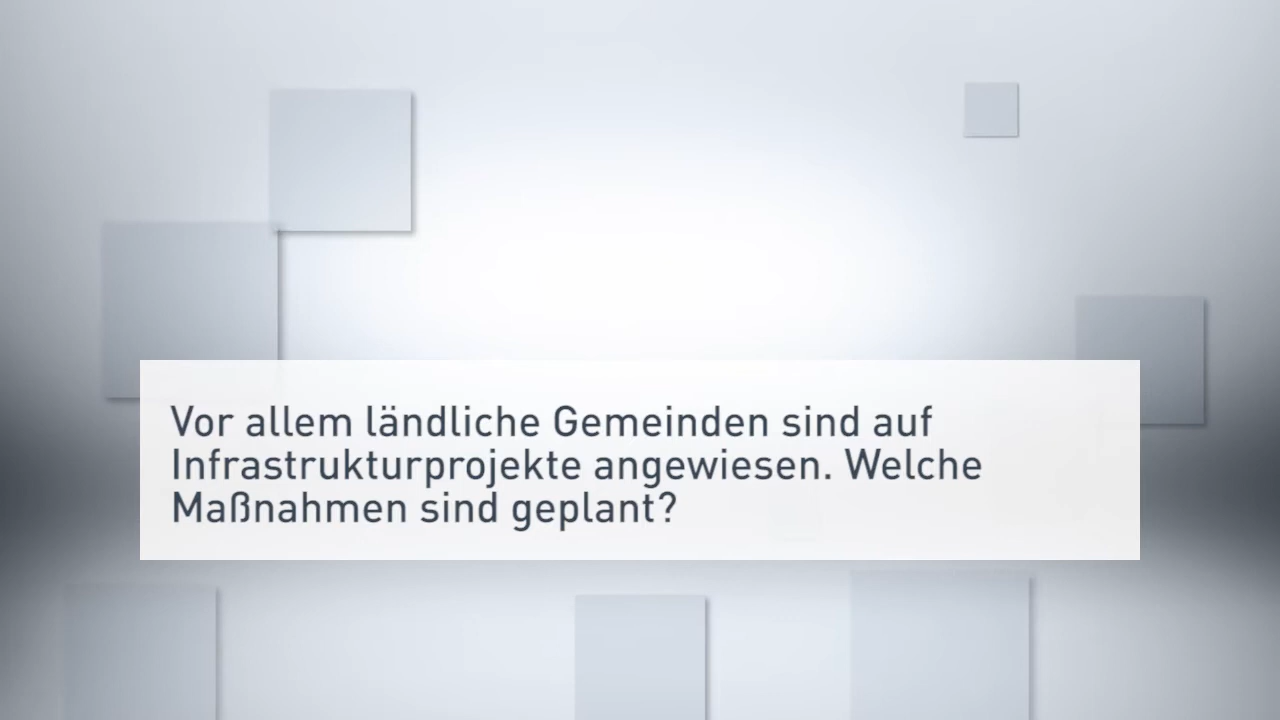 Vor allem ländliche Gemeinden sind auf
Infrastrukturprojekte angewiesen. Welche
Maßnahmen sind geplant?